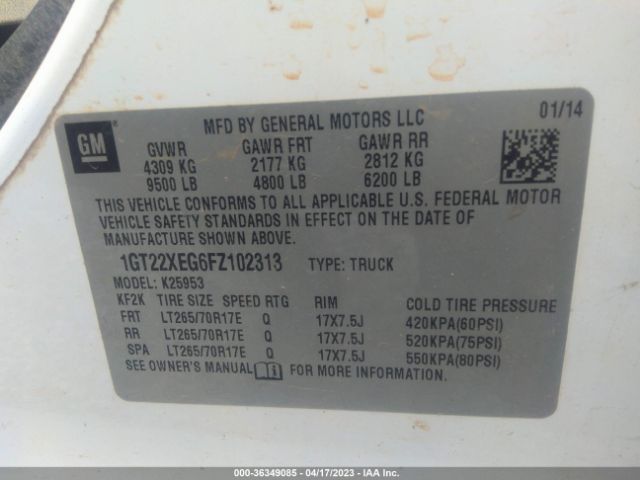 MFD BY GENERAL MOTORS LLC 01/14
GM
GVWR GAWR FRT GAWR RR
4309 KG 2177 KG 2812 KG
9500 LB 4800 LB 6200 LB
THIS VEHICLE CONFORMS TO ALL APPLICABLE U.S. FEDERAL MOTOR
VEHICLE SAFETY STANDARDS IN EFFECT ON THE DATE OF
MANUFACTURE SHOWN ABOVE.
1GT22XEG6FZ102313 TYPE: TRUCK
MODEL: K25953
KF2K TIRE SIZE SPEED RTG RIM COLD TIRE PRESSURE
FRT LT265/70R17E Q 17X7.5J 420KPA(60PSI)
RR LT265/70R17E Q 17X7.5J 520KPA(75PSI)
SPA LT265/70R17E Q 17X7.5J 550KPA(80PSI)
SEE OWNER'S MANUAL FOR MORE INFORMATION.
©2000 - 36349085 - 04/17/2023 - IAA Inc.